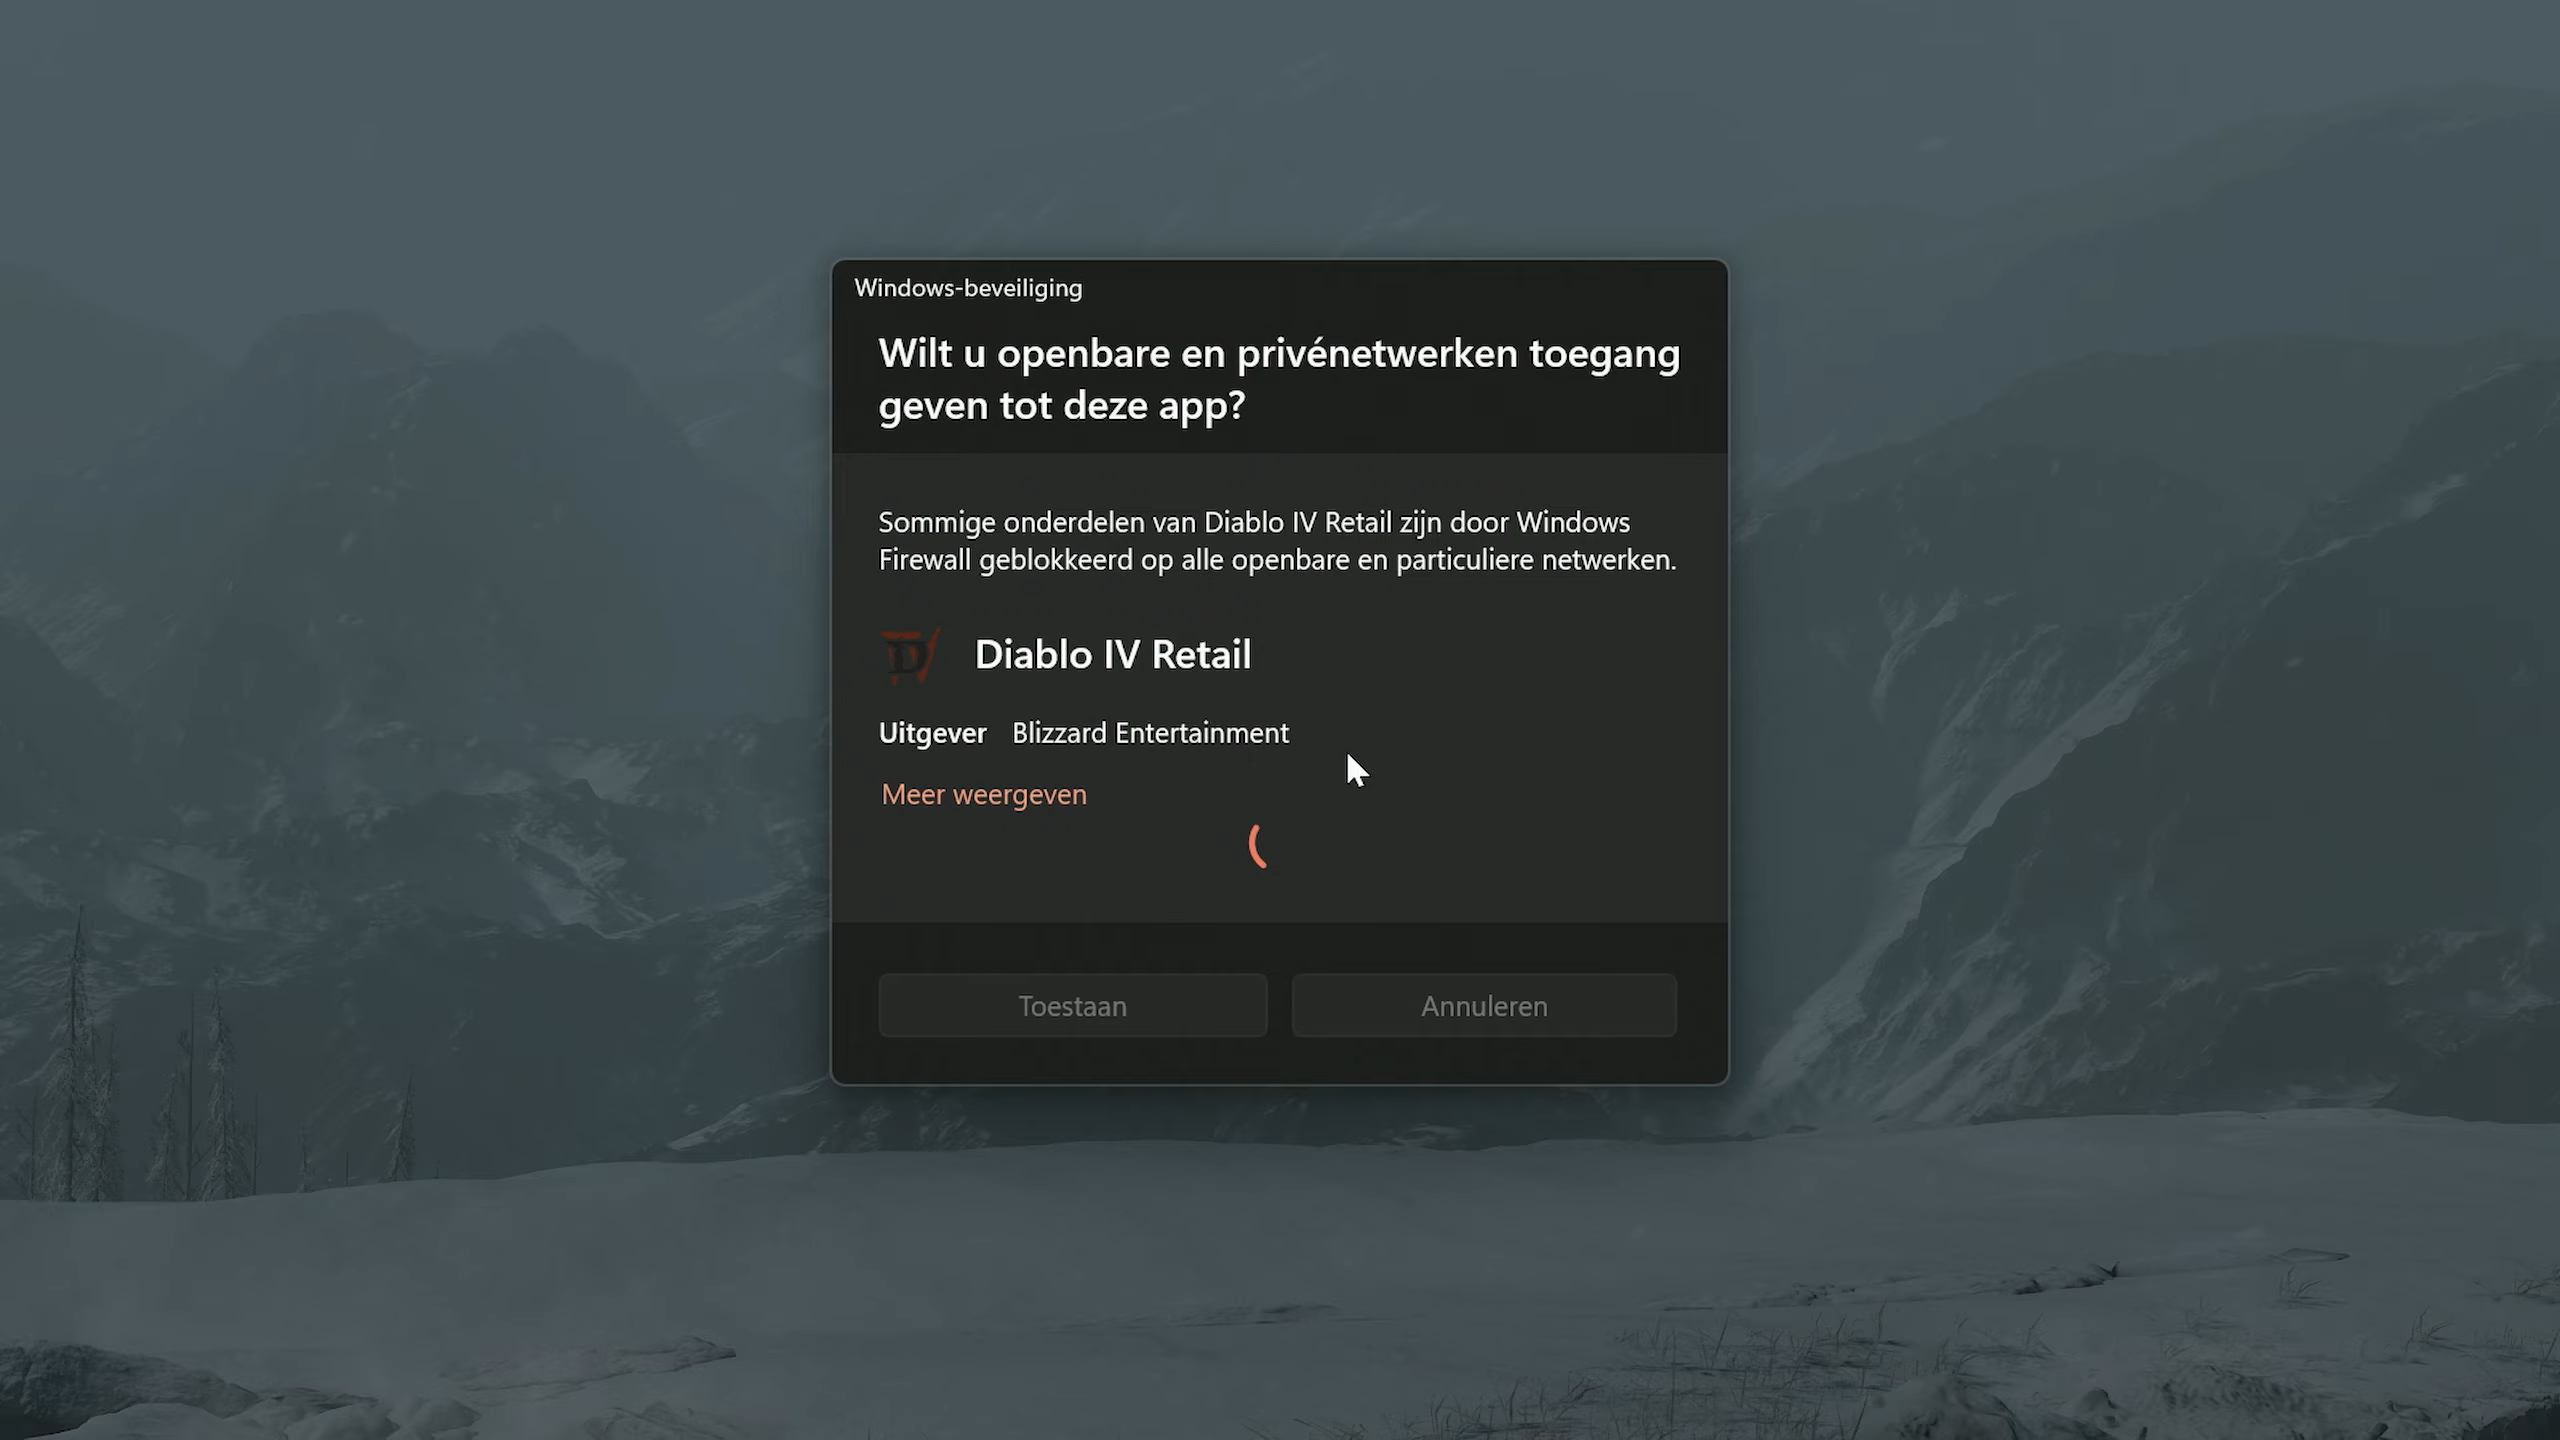 Windows-beveiliging
Wilt u openbare en privénetwerken toegang
geven tot deze app?
Sommige onderdelen van Diablo IV Retail zijn door Windows
Firewall geblokkeerd op alle openbare en particuliere netwerken.
Diablo IV Retail
Uitgever Blizzard Entertainment
Meer weergeven
Toestaan
Annuleren